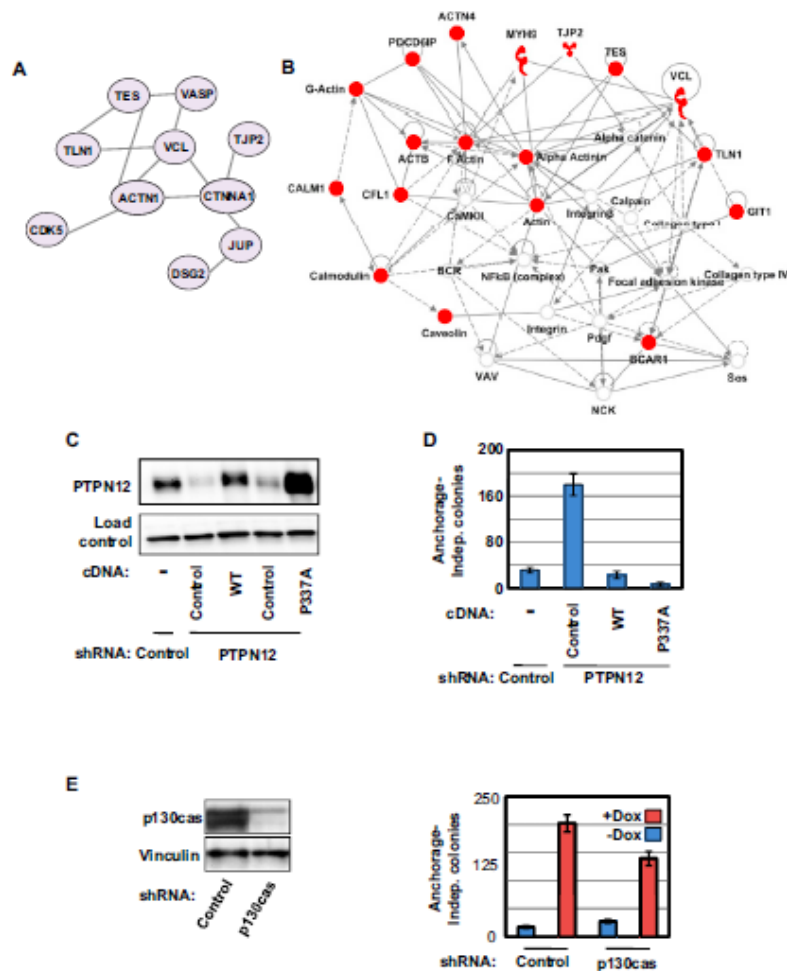 A
TES
VASP
TLN1
VCL
TJP2
ACTN1
CTNNA1
CDK5
JUP
DSG2
B
ACTN4
PDCD6IP
MYH9
TJP2
TES
VCL
G-Actin
ACTB
F Actin
Alpha Actinin
Alpha catenin
TLN1
CALM1
CFL1
CaMKII
Actin
Integrinβ
Calpain
GIT1
Calmodulin
BCR
NFkB (complex)
Pak
Focal adhesion kinase
Collagen type IV
Caveolin
Integrin
Pdgf
BCAR1
VAV
NCK
Sos
C
PTPN12
Load
control
cDNA: - Control WT Control P337A
shRNA: Control PTPN12
D
Anchorage-
Indep. colonies
200
160
80
0
cDNA: - Control WT P337A
shRNA: Control PTPN12
E
p130cas
Vinculin
shRNA: Control p130cas
Anchorage-
Indep. colonies
250
125
0
+Dox
-Dox
shRNA: Control p130cas